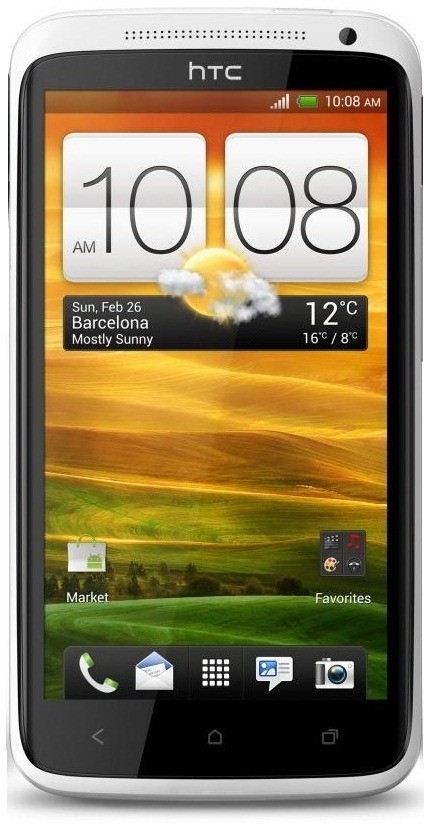 hTC
10:08 AM
AM 10 08
Sun, Feb 26
Barcelona
Mostly Sunny
12°C
16°C / 8°C
Market
Favorites